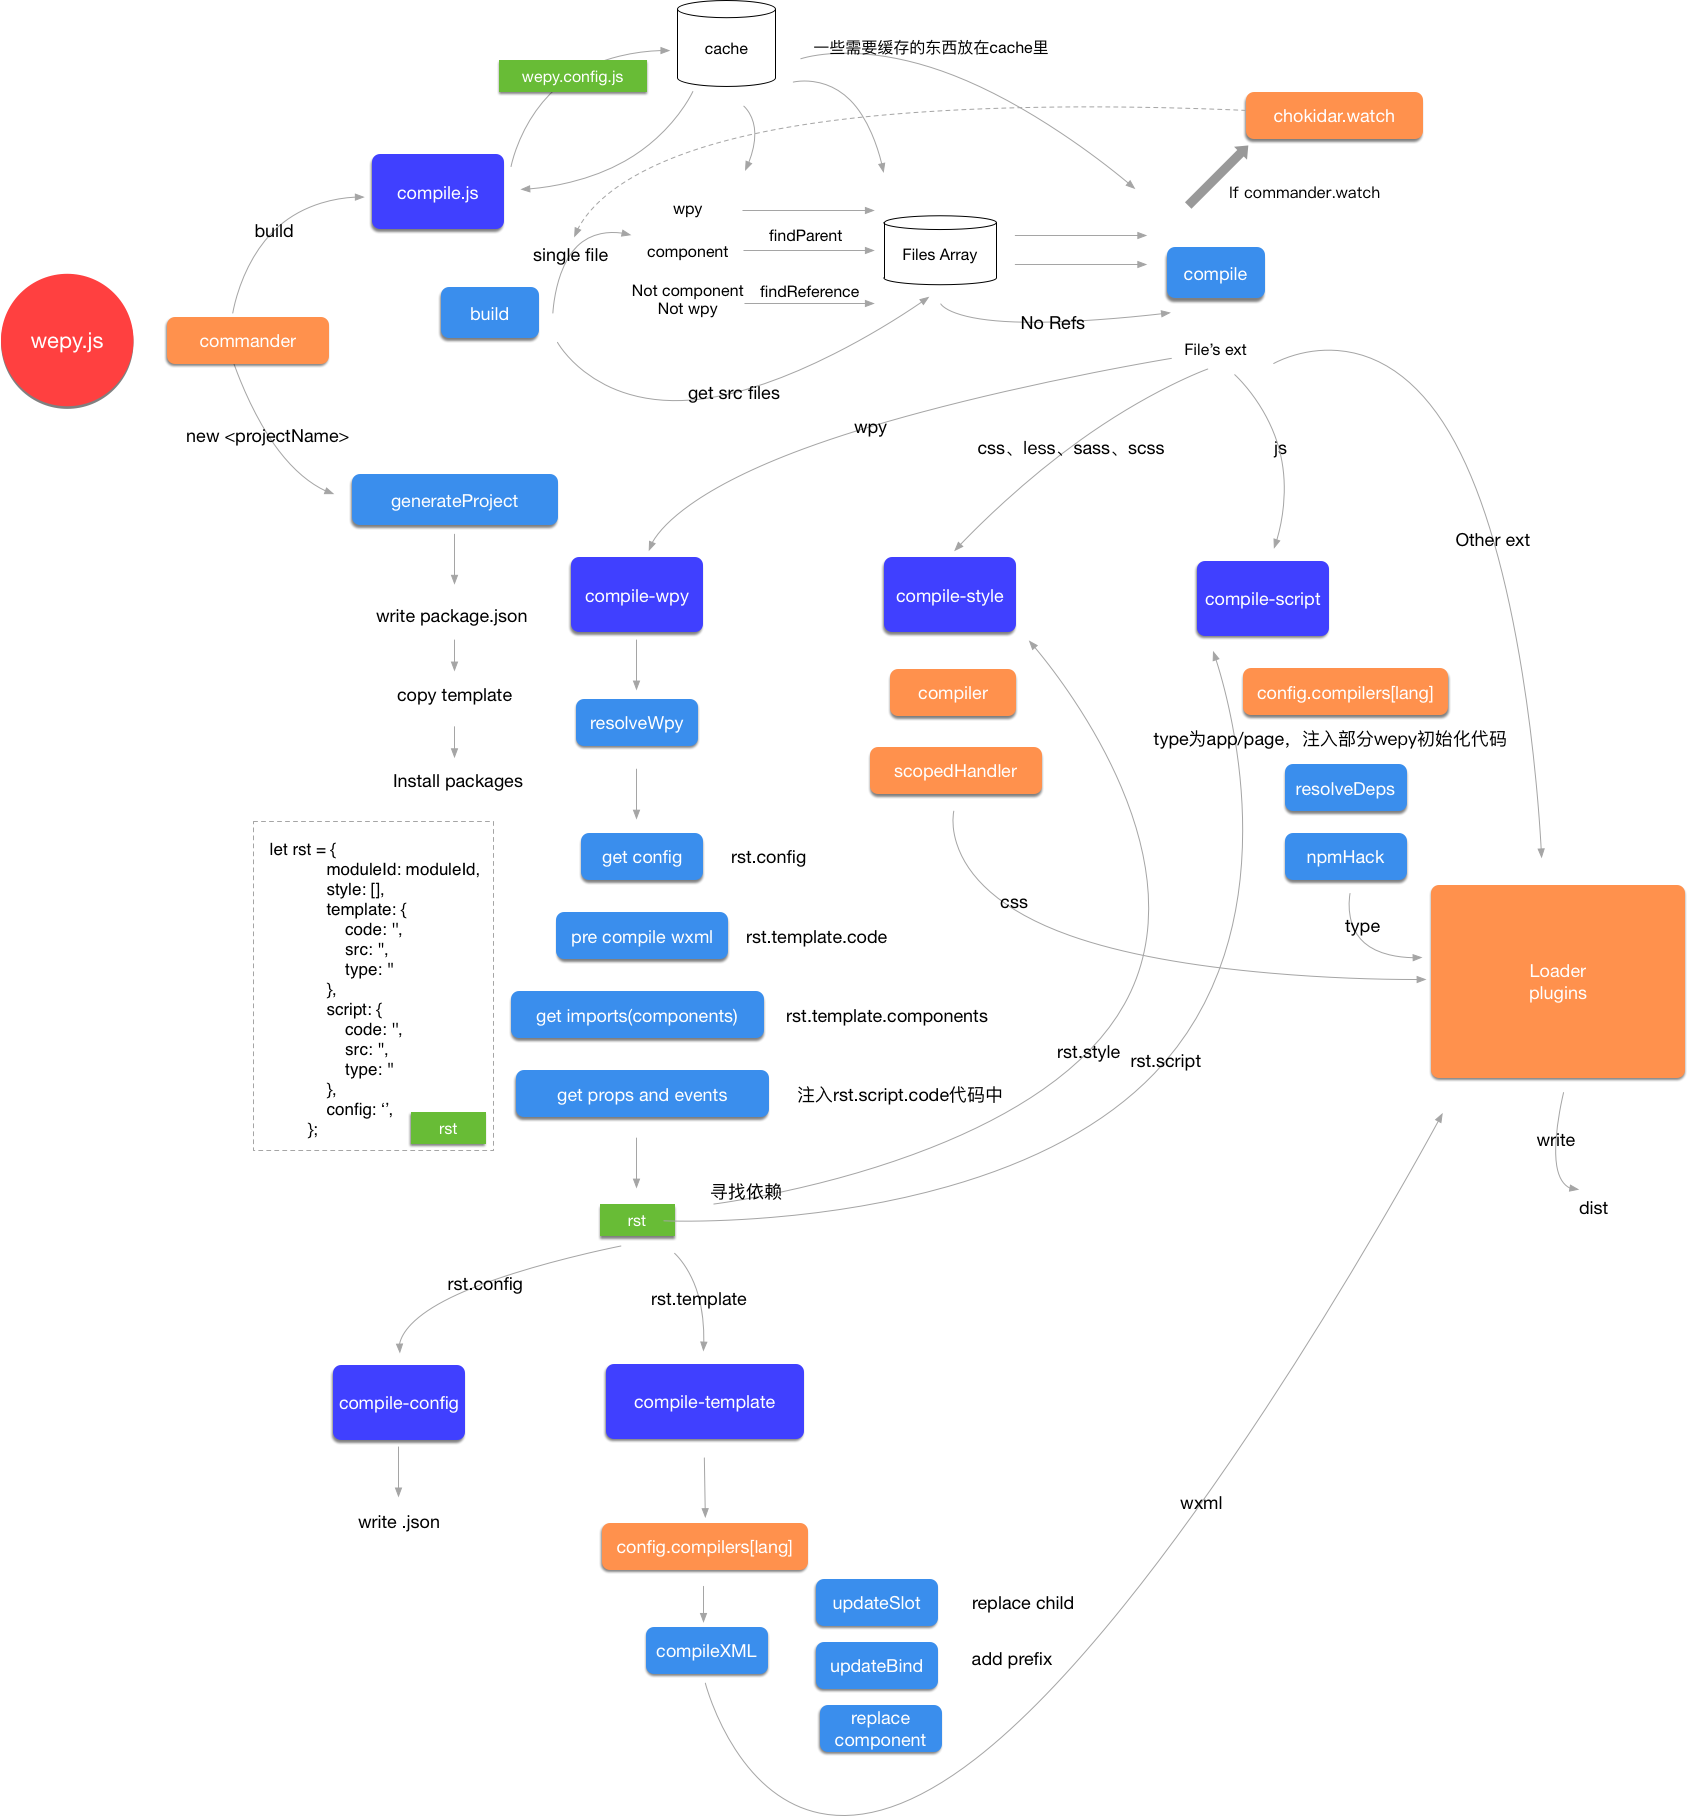 cache
一些需要缓存的东西放在cache里
wepy.config.js
chokidar.watch
compile.js
If commander.watch
build
wpy
findParent
single file
component
Files Array
compile
Not component
Not wpy
findReference
build
No Refs
wepy.js
commander
File's ext
get src files
wpy
new <projectName>
css、less、sass、scss
js
generateProject
Other ext
compile-wpy
compile-style
compile-script
write package.json
copy template
compiler
config.compilers[lang]
resolveWpy
type为app/page，注入部分wepy初始化代码
Install packages
scopedHandler
resolveDeps
let rst = {
moduleId: moduleId,
style: [],
template: {
code: '',
src: '',
type: ''
},
script: {
code: '',
src: '',
type: ''
},
config: ‘’,
};
rst
get config
rst.config
npmHack
css
type
pre compile wxml
rst.template.code
Loader
plugins
get imports(components)
rst.template.components
rst.style
rst.script
get props and events
注入rst.script.code代码中
write
寻找依赖
dist
rst
rst.config
rst.template
compile-config
compile-template
wxml
write .json
config.compilers[lang]
updateSlot
replace child
compileXML
updateBind
add prefix
replace
component